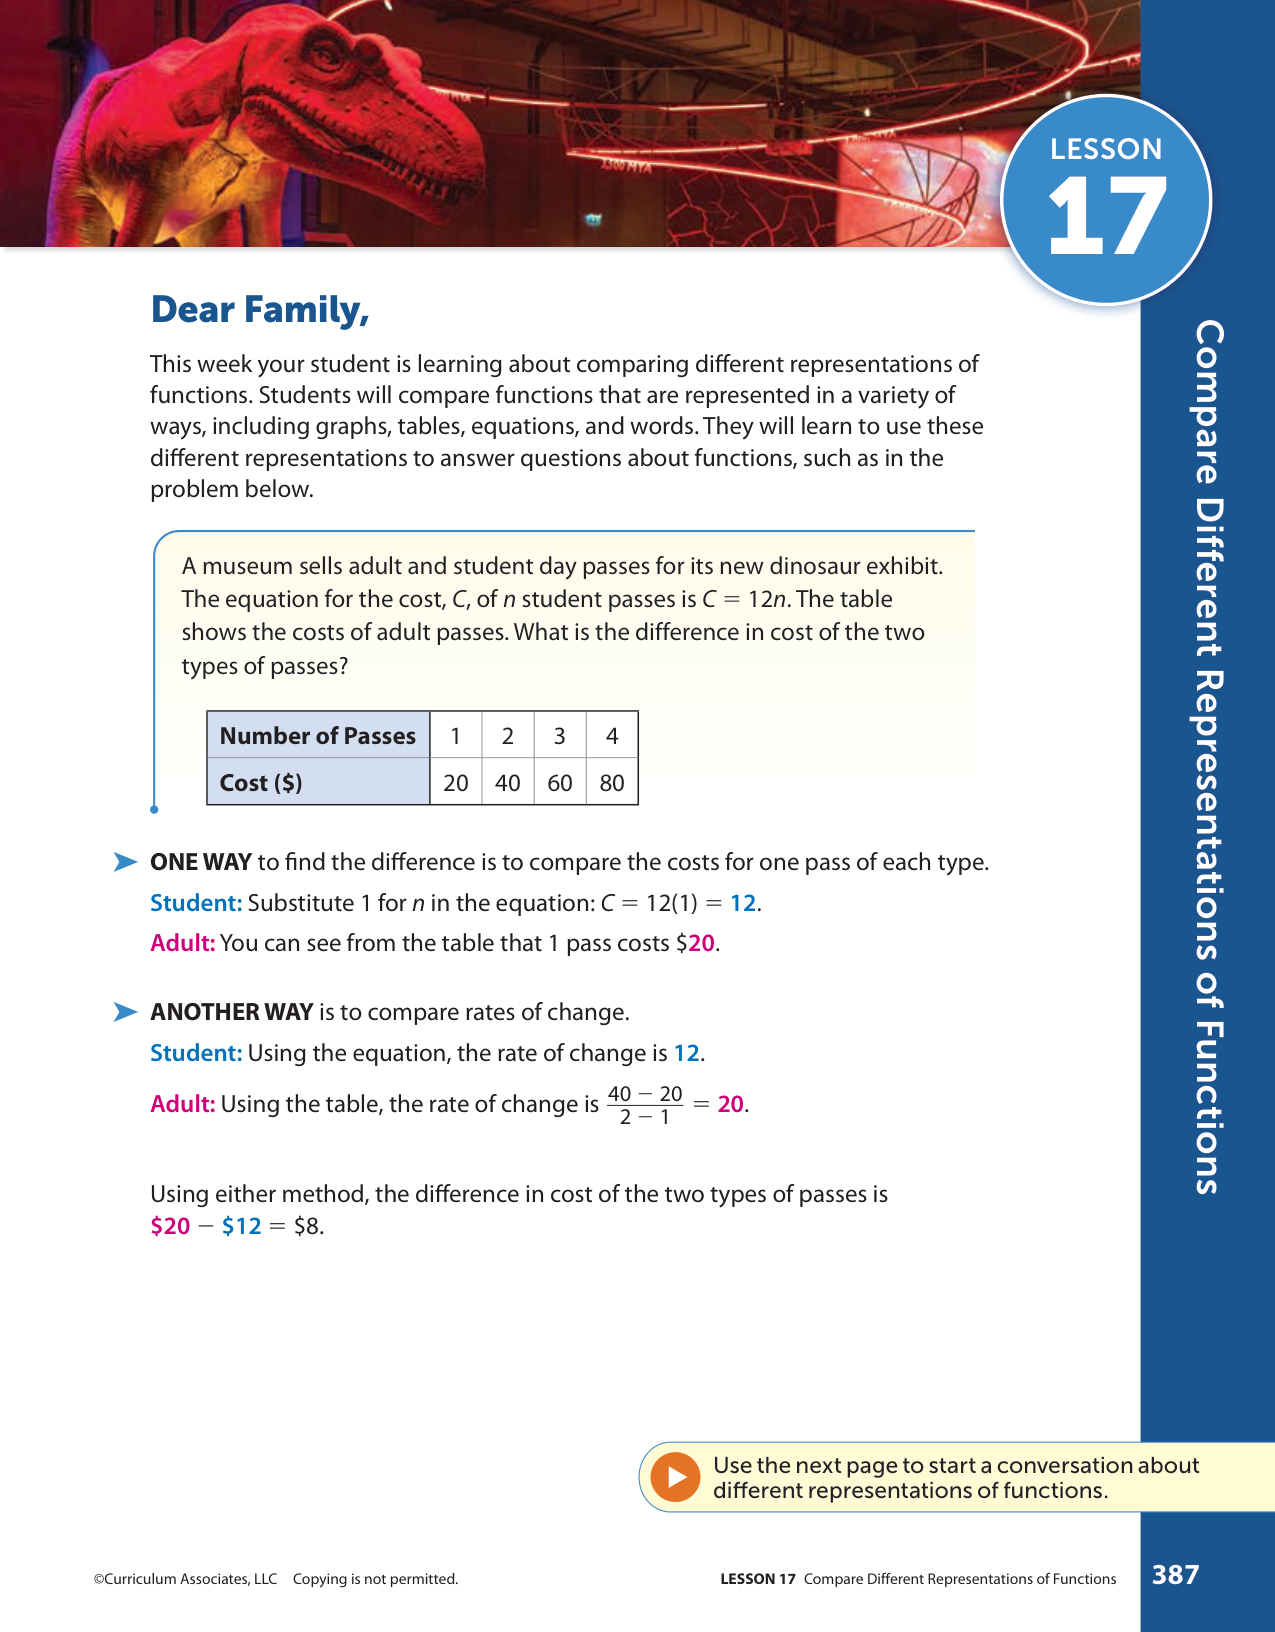 1,500 MYA
LESSON
17
Dear Family,
This week your student is learning about comparing different representations of
functions. Students will compare functions that are represented in a variety of
ways, including graphs, tables, equations, and words. They will learn to use these
different representations to answer questions about functions, such as in the
problem below.
A museum sells adult and student day passes for its new dinosaur exhibit.
The equation for the cost, C, of n student passes is C = 12n. The table
shows the costs of adult passes. What is the difference in cost of the two
types of passes?
Number of Passes 1 2 3 4
Cost ($) 20 40 60 80
➤ ONE WAY to find the difference is to compare the costs for one pass of each type.
Student: Substitute 1 for n in the equation: C = 12(1) = 12.
Adult: You can see from the table that 1 pass costs $20.
➤ ANOTHER WAY is to compare rates of change.
Student: Using the equation, the rate of change is 12.
Adult: Using the table, the rate of change is (40 − 20)/(2 − 1) = 20.
Using either method, the difference in cost of the two types of passes is
$20 − $12 = $8.
Compare Different Representations of Functions
Use the next page to start a conversation about
different representations of functions.
©Curriculum Associates, LLC Copying is not permitted.
LESSON 17 Compare Different Representations of Functions
387